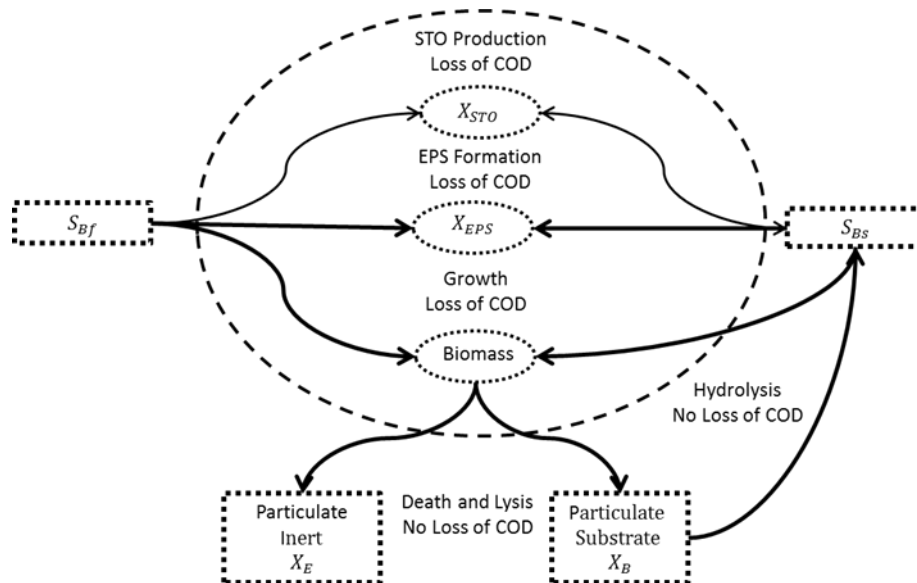 STO Production
Loss of COD
X_STO
EPS Formation
Loss of COD
S_Bf
X_EPS
S_Bs
Growth
Loss of COD
Biomass
Hydrolysis
No Loss of COD
Particulate
Inert
X_E
Death and Lysis
No Loss of COD
Particulate
Substrate
X_B